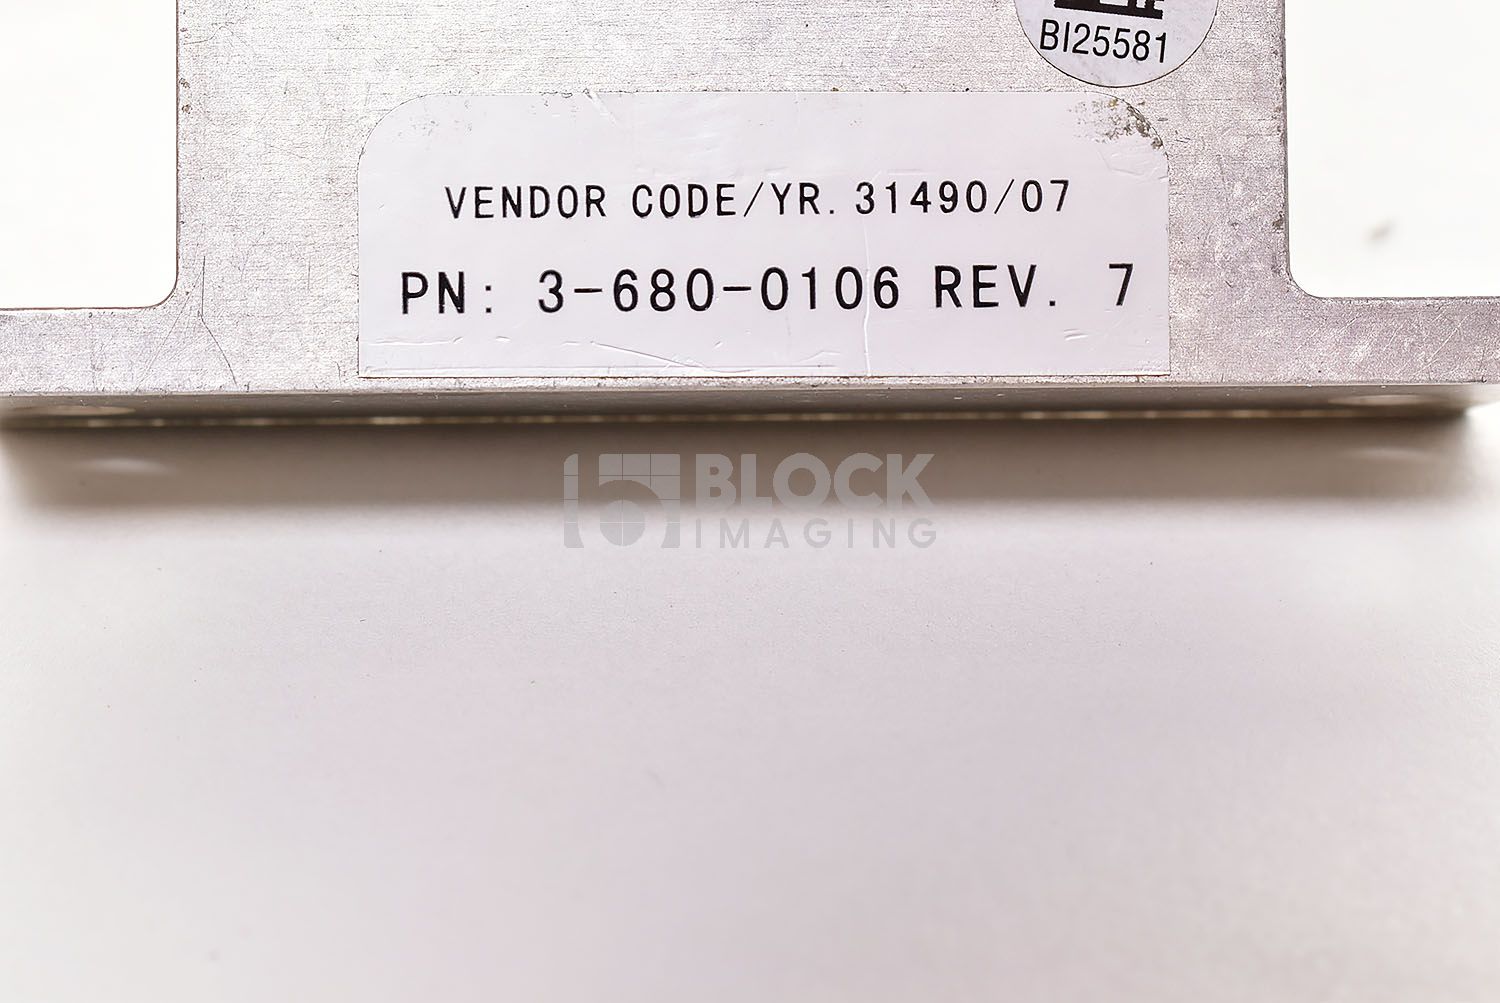 BI25581
VENDOR CODE/YR. 31490/07
PN: 3-680-0106 REV. 7
BLOCK
IMAGING